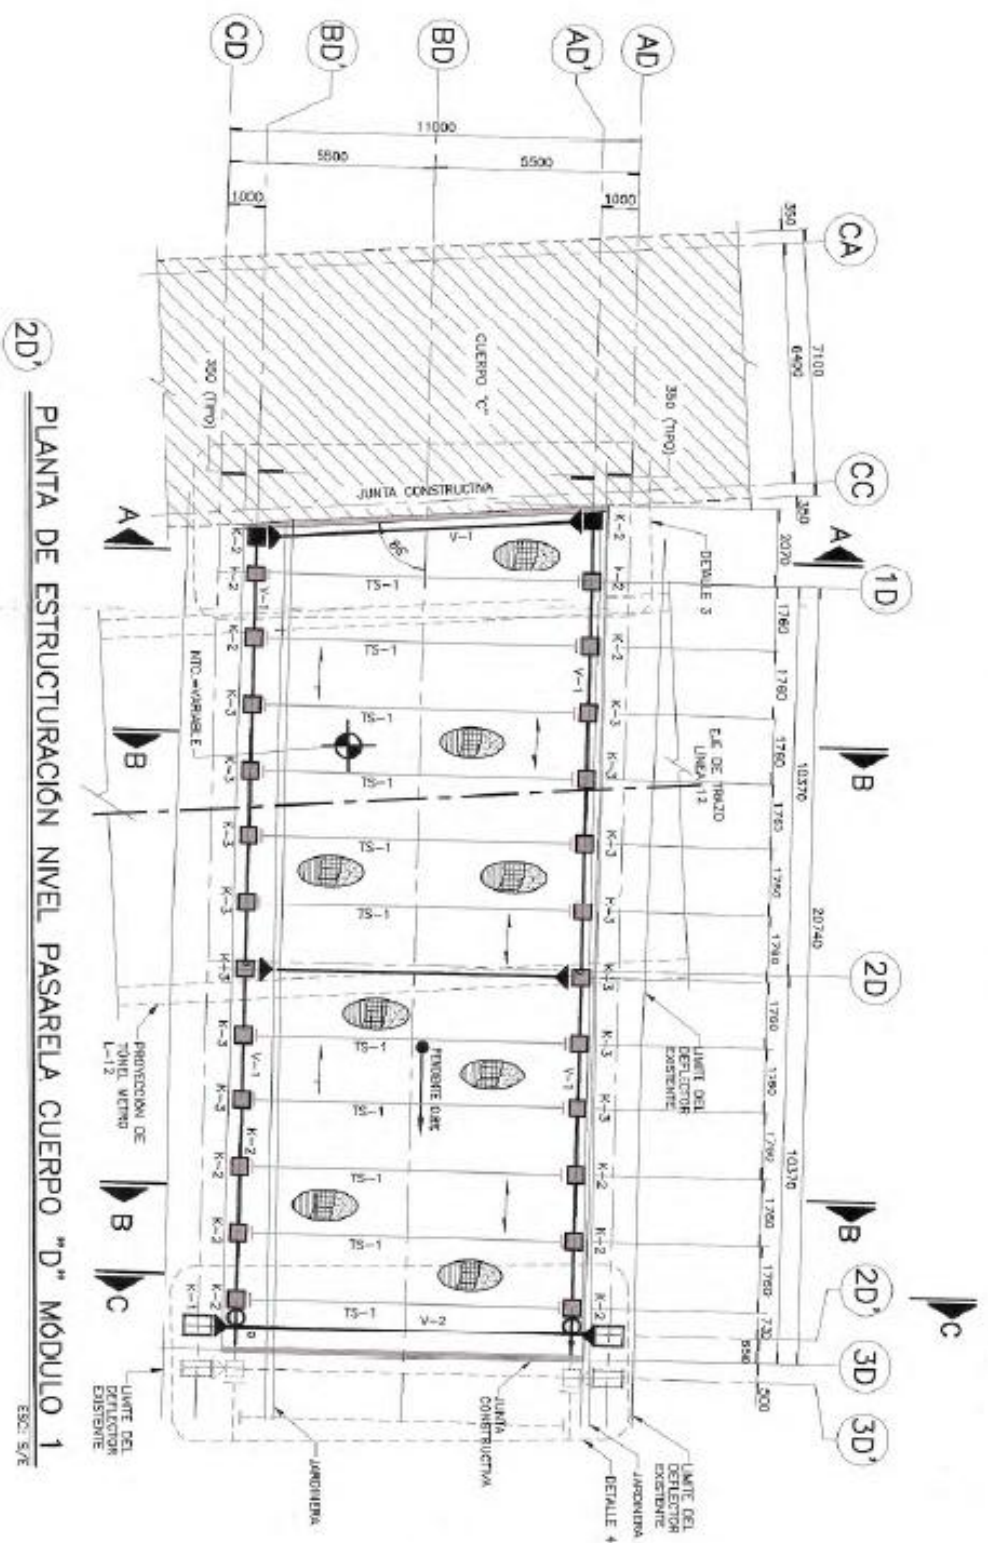 CD
BD'
BD
AD'
AD
11000
5500
5500
1000
1000
CA
350
7100
6400
CUERPO "C"
350 (TIPO)
350 (TIPO)
CC
350
JUNTA CONSTRUCTIVA
A
A
2070
DETALLE 3
1D
K-2
K-2
V-1
K-2
TS-1
V-1
1760
K-2
TS-1
K-2
V-1
1760
NTC.=VARIABLE
K-3
TS-1
K-3
1760
10370
B
B
K-3
TS-1
K-3
EJE DE TRAZO
LINEA 12
1760
K-3
TS-1
K-3
1760
K-3
TS-1
K-3
20740
1760
K-3
K-3
2D
1760
K-3
TS-1
K-3
LIMITE DEL
DEFLECTOR
EXISTENTE
PROYECCIÓN DE
TÚNEL METRO
L-12
V-1
V-1
PENDIENTE
1760
K-3
TS-1
K-3
K-2
1760
10370
K-2
TS-1
K-2
B
B
1760
K-2
TS-1
K-2
1760
C
C
K-2
TS-1
K-2
K-1
V-2
2D'
730
3D
500
3D'
LIMITE DEL
DEFLECTOR
EXISTENTE
JARDINERA
JUNTA
CONSTRUCTIVA
DETALLE 4
JARDINERA
LIMITE DEL
DEFLECTOR
EXISTENTE
2D'
PLANTA DE ESTRUCTURACIÓN NIVEL PASARELA CUERPO "D" MÓDULO 1
ESC: S/E